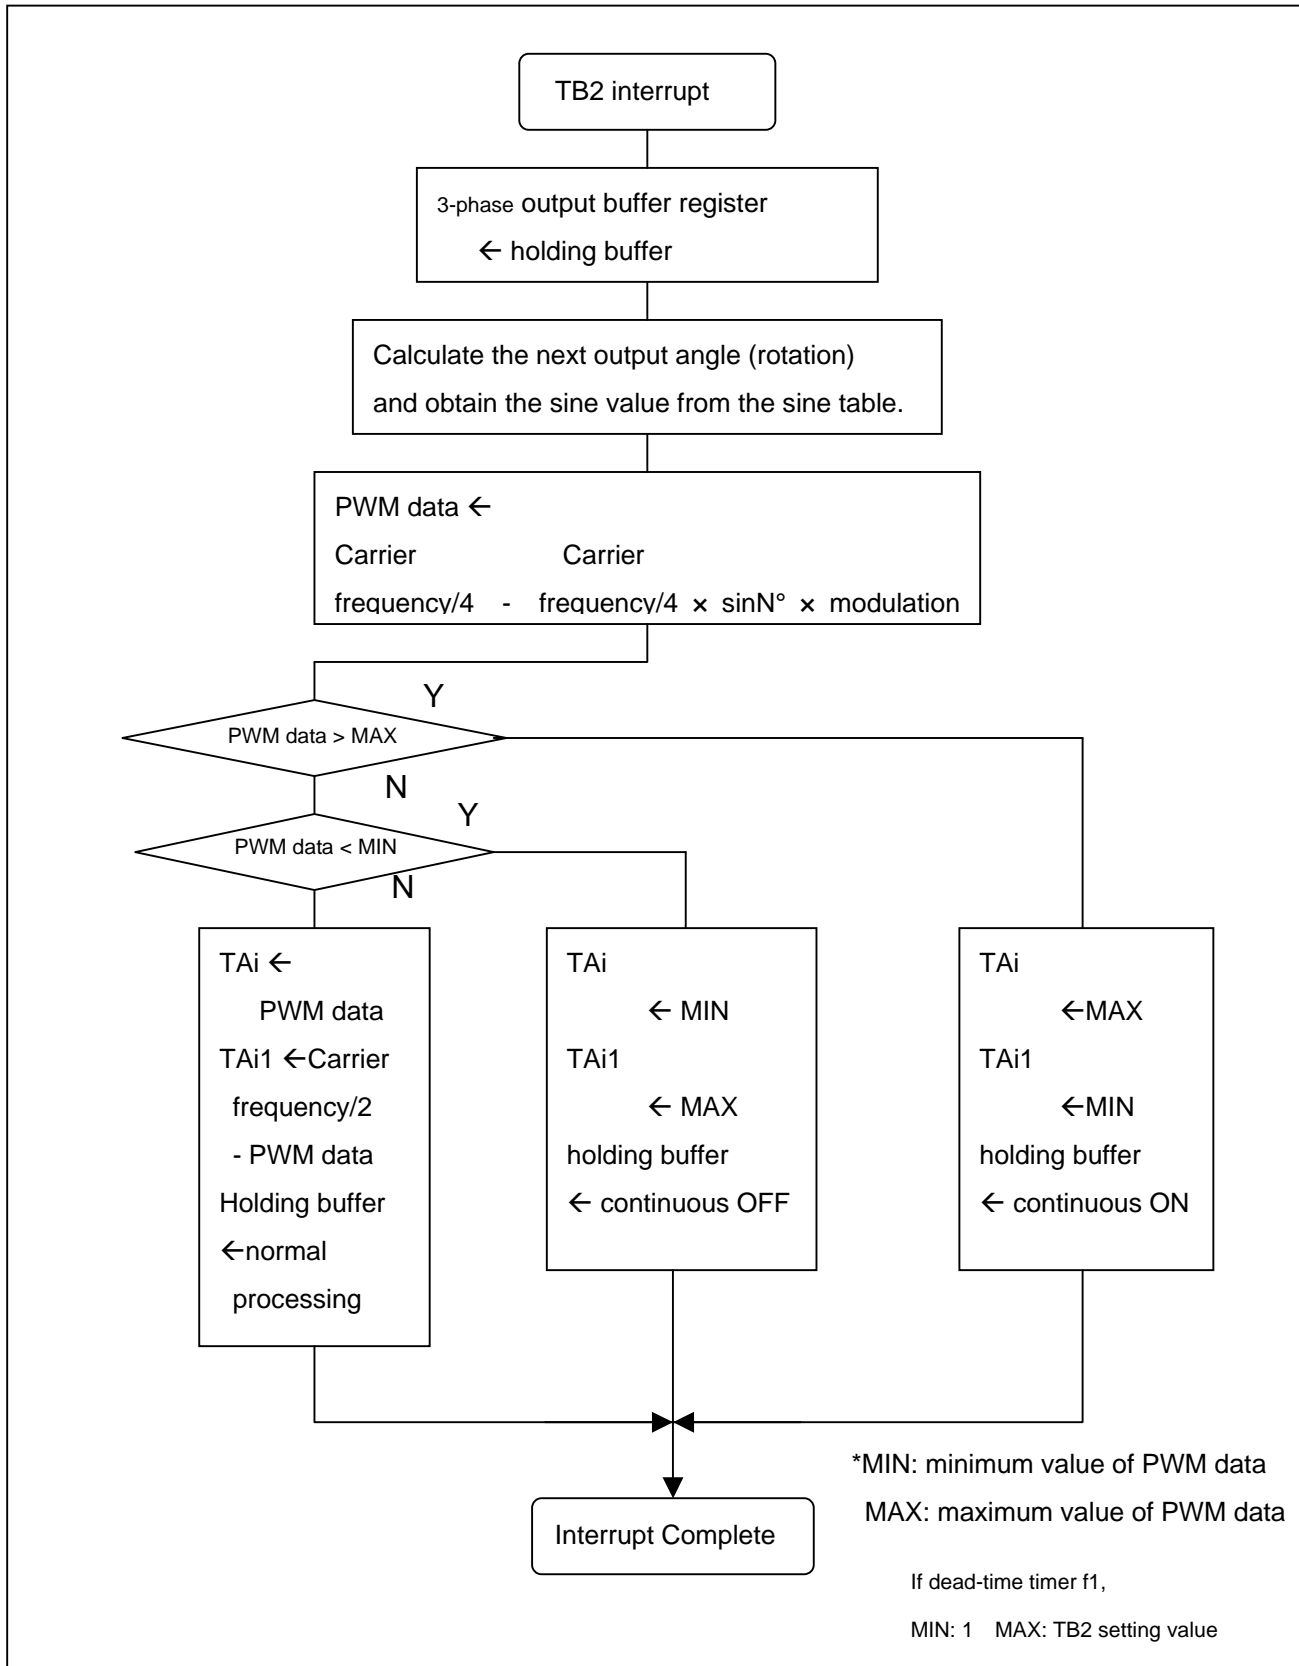 TB2 interrupt
3-phase output buffer register
← holding buffer
Calculate the next output angle (rotation)
and obtain the sine value from the sine table.
PWM data ←
Carrier Carrier
frequency/4 - frequency/4 × sinN° × modulation
Y
PWM data > MAX
N
Y
PWM data < MIN
N
TAi ←
PWM data
TAi1 ←Carrier
frequency/2
- PWM data
Holding buffer
←normal
processing
TAi
← MIN
TAi1
← MAX
holding buffer
← continuous OFF
TAi
←MAX
TAi1
←MIN
holding buffer
← continuous ON
*MIN: minimum value of PWM data
MAX: maximum value of PWM data
Interrupt Complete
If dead-time timer f1,
MIN: 1 MAX: TB2 setting value